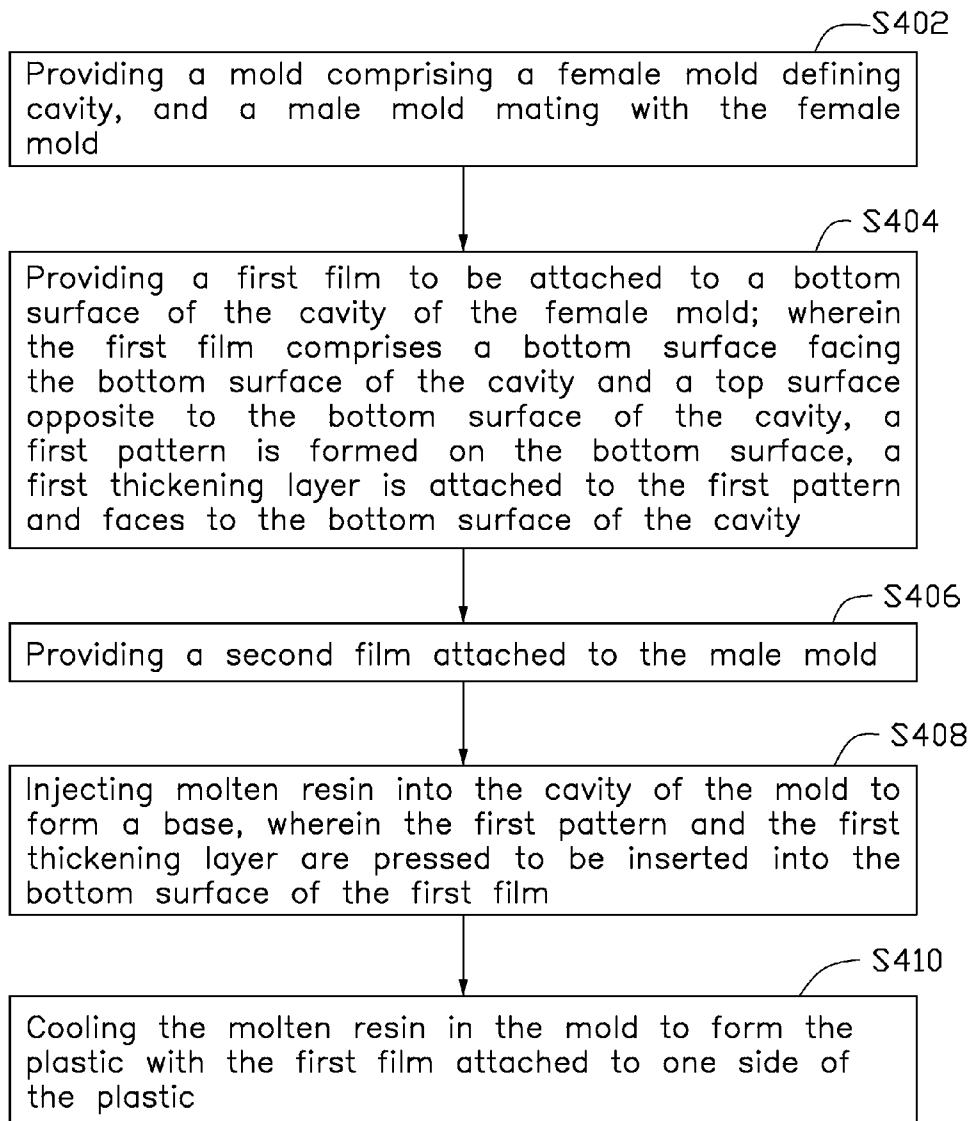 S402
Providing a mold comprising a female mold defining
cavity, and a male mold mating with the female
mold
S404
Providing a first film to be attached to a bottom
surface of the cavity of the female mold; wherein
the first film comprises a bottom surface facing
the bottom surface of the cavity and a top surface
opposite to the bottom surface of the cavity, a
first pattern is formed on the bottom surface, a
first thickening layer is attached to the first pattern
and faces to the bottom surface of the cavity
S406
Providing a second film attached to the male mold
S408
Injecting molten resin into the cavity of the mold to
form a base, wherein the first pattern and the first
thickening layer are pressed to be inserted into the
bottom surface of the first film
S410
Cooling the molten resin in the mold to form the
plastic with the first film attached to one side of
the plastic